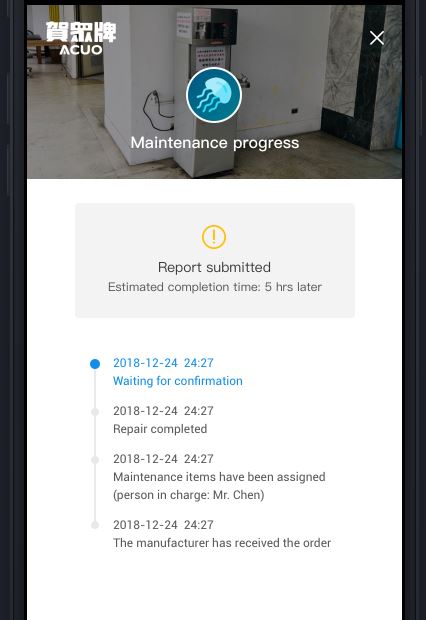 賀眾牌
ACUO
Maintenance progress
Report submitted
Estimated completion time: 5 hrs later
2018-12-24 24:27
Waiting for confirmation
2018-12-24 24:27
Repair completed
2018-12-24 24:27
Maintenance items have been assigned
(person in charge: Mr. Chen)
2018-12-24 24:27
The manufacturer has received the order